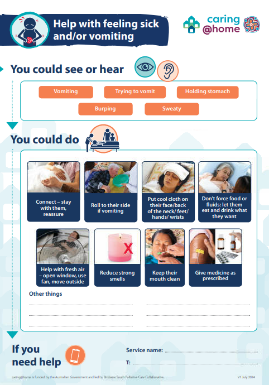 Help with feeling sick
and/or vomiting
caring
@home
You could see or hear
Vomiting
Trying to vomit
Holding stomach
Burping
Sweaty
You could do
Connect – stay
with them,
reassure
Roll to their side
if vomiting
Put cool cloth on
their face/back
of the neck/ feet/
hands/ wrists
Don't force food or
fluids: let them
eat and drink what
they want
Help with fresh air
- open window, use
fan, move outside
Reduce strong
smells
Keep their
mouth clean
Give medicine as
prescribed
Other things
If you
need help
Service name: